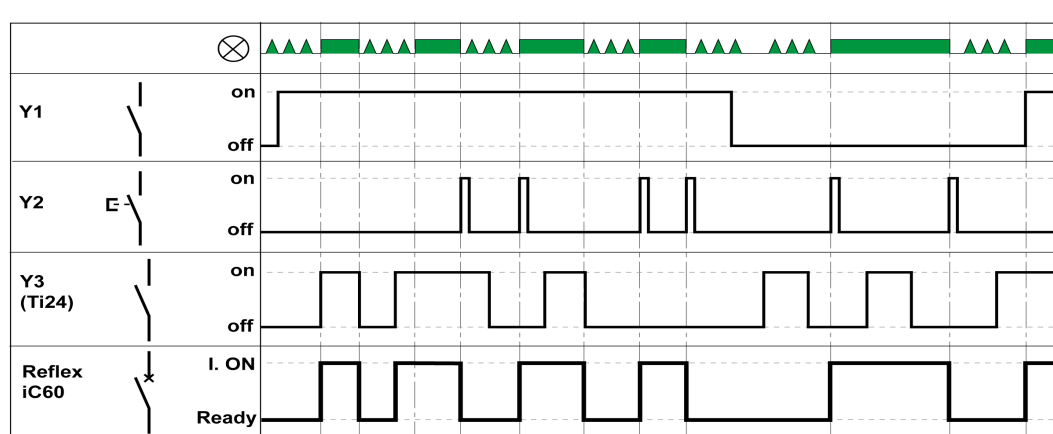 on
Y1
off
on
Y2
off
on
Y3
(Ti24)
off
I. ON
Reflex
iC60
Ready